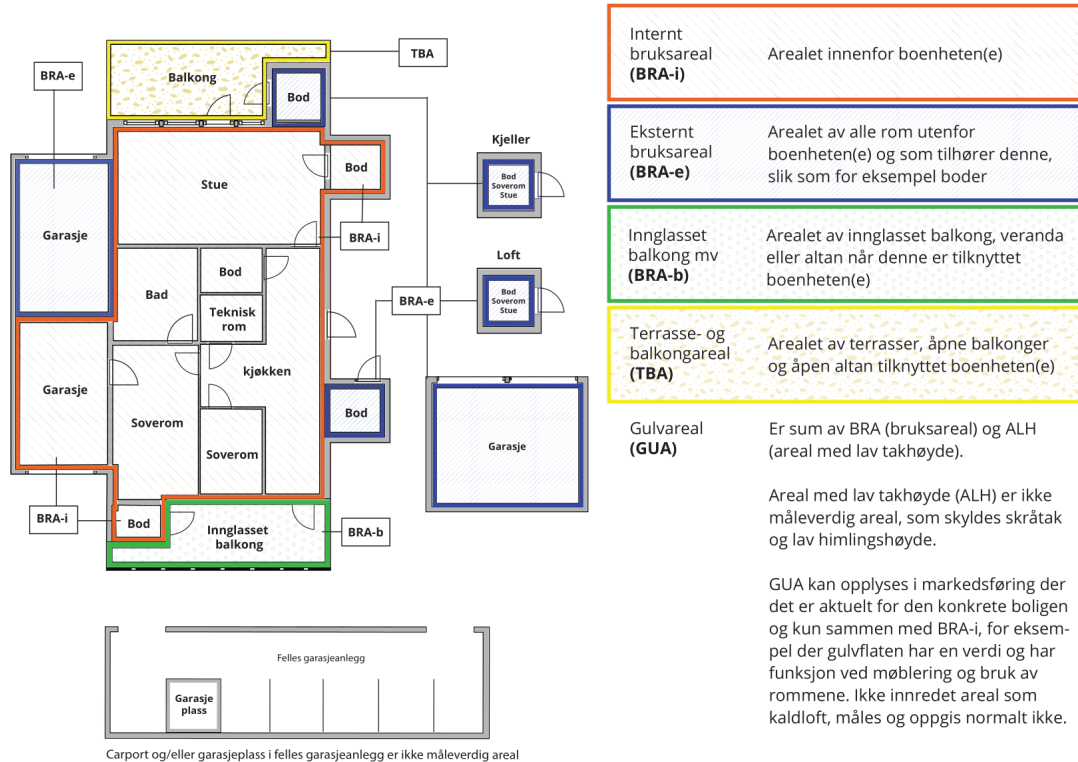 TBA
BRA-e
Balkong
Bod
Kjeller
Bod
Soverom
Stue
Stue
Bod
Garasje
BRA-i
Loft
Bod
Soverom
Stue
Bad
Bod
Teknisk
rom
BRA-e
Garasje
kjøkken
Soverom
Bod
Garasje
Soverom
BRA-i
Bod
Innglasset
balkong
BRA-b
Felles garasjeanlegg
Garasje
plass
Carport og/eller garasjeplass i felles garasjeanlegg er ikke måleverdig areal
Internt
bruksareal
(BRA-i)
Arealet innenfor boenheten(e)
Eksternt
bruksareal
(BRA-e)
Arealet av alle rom utenfor
boenheten(e) og som tilhører denne,
slik som for eksempel boder
Innglasset
balkong mv
(BRA-b)
Arealet av innglasset balkong, veranda
eller altan når denne er tilknyttet
boenheten(e)
Terrasse- og
balkongareal
(TBA)
Arealet av terrasser, åpne balkonger
og åpen altan tilknyttet boenheten(e)
Gulvareal
(GUA)
Er sum av BRA (bruksareal) og ALH
(areal med lav takhøyde).
Areal med lav takhøyde (ALH) er ikke
måleverdig areal, som skyldes skråtak
og lav himlingshøyde.
GUA kan opplyses i markedsføring der
det er aktuelt for den konkrete boligen
og kun sammen med BRA-i, for eksem-
pel der gulvflaten har en verdi og har
funksjon ved møblering og bruk av
rommene. Ikke innredet areal som
kaldloft, måles og oppgis normalt ikke.